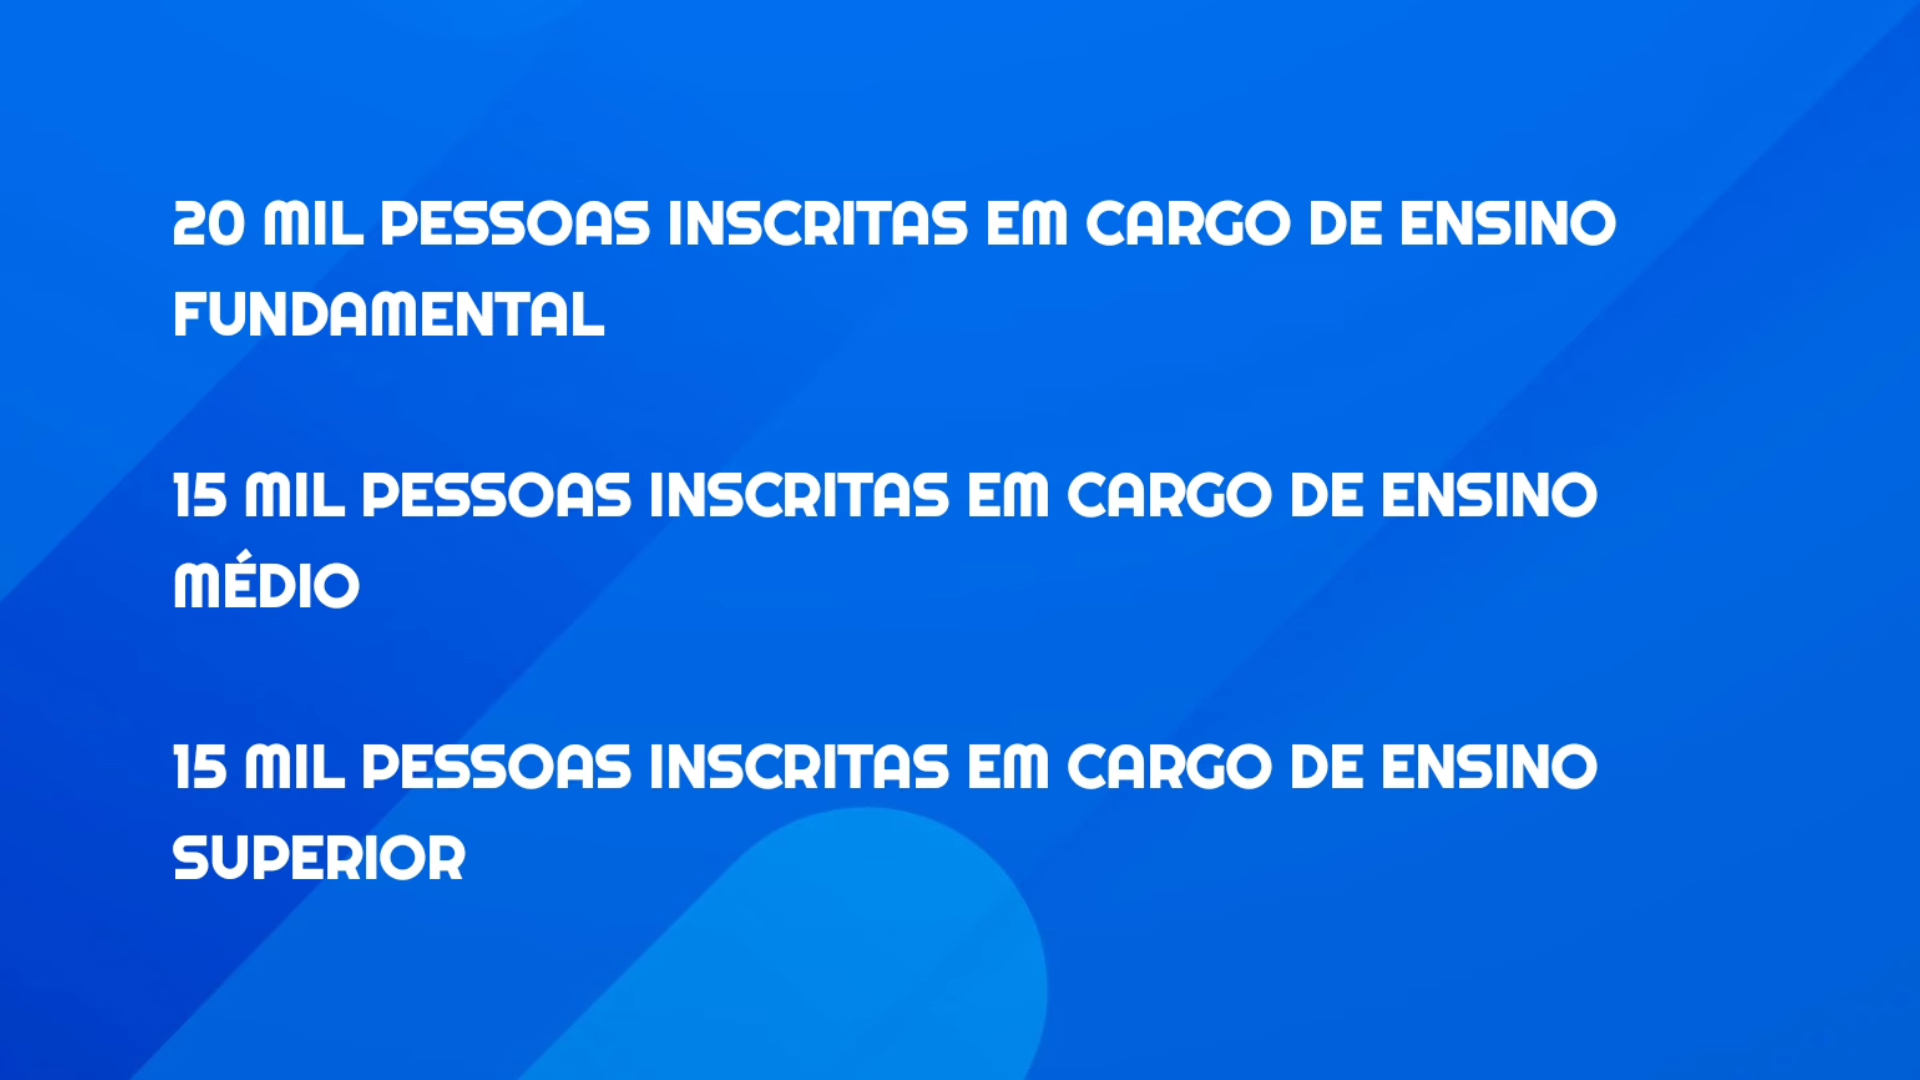 20 MIL PESSOAS INSCRITAS EM CARGO DE ENSINO
FUNDAMENTAL
15 MIL PESSOAS INSCRITAS EM CARGO DE ENSINO
MÉDIO
15 MIL PESSOAS INSCRITAS EM CARGO DE ENSINO
SUPERIOR